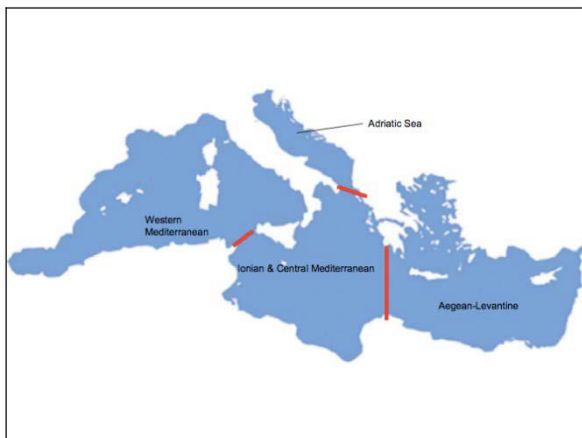 Adriatic Sea
Western
Mediterranean
Ionian & Central Mediterranean
Aegean-Levantine